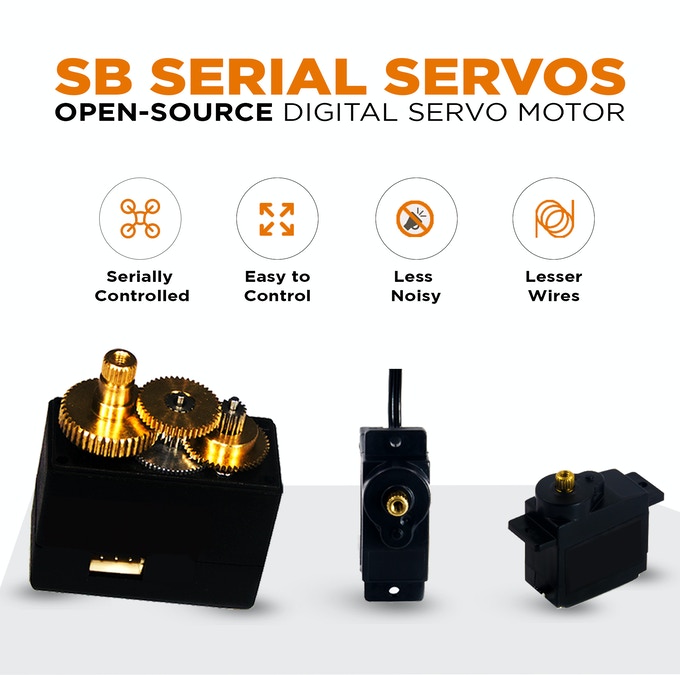 SB SERIAL SERVOS
OPEN-SOURCE DIGITAL SERVO MOTOR
Serially
Controlled
Easy to
Control
Less
Noisy
Lesser
Wires